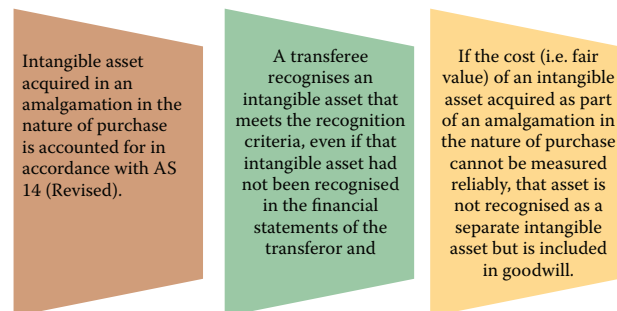 Intangible asset
acquired in an
amalgamation in the
nature of purchase
is accounted for in
accordance with AS
14 (Revised).
A transferee
recognises an
intangible asset that
meets the recognition
criteria, even if that
intangible asset had
not been recognised
in the financial
statements of the
transferor and
If the cost (i.e. fair
value) of an intangible
asset acquired as part
of an amalgamation in
the nature of purchase
cannot be measured
reliably, that asset is
not recognised as a
separate intangible
asset but is included
in goodwill.